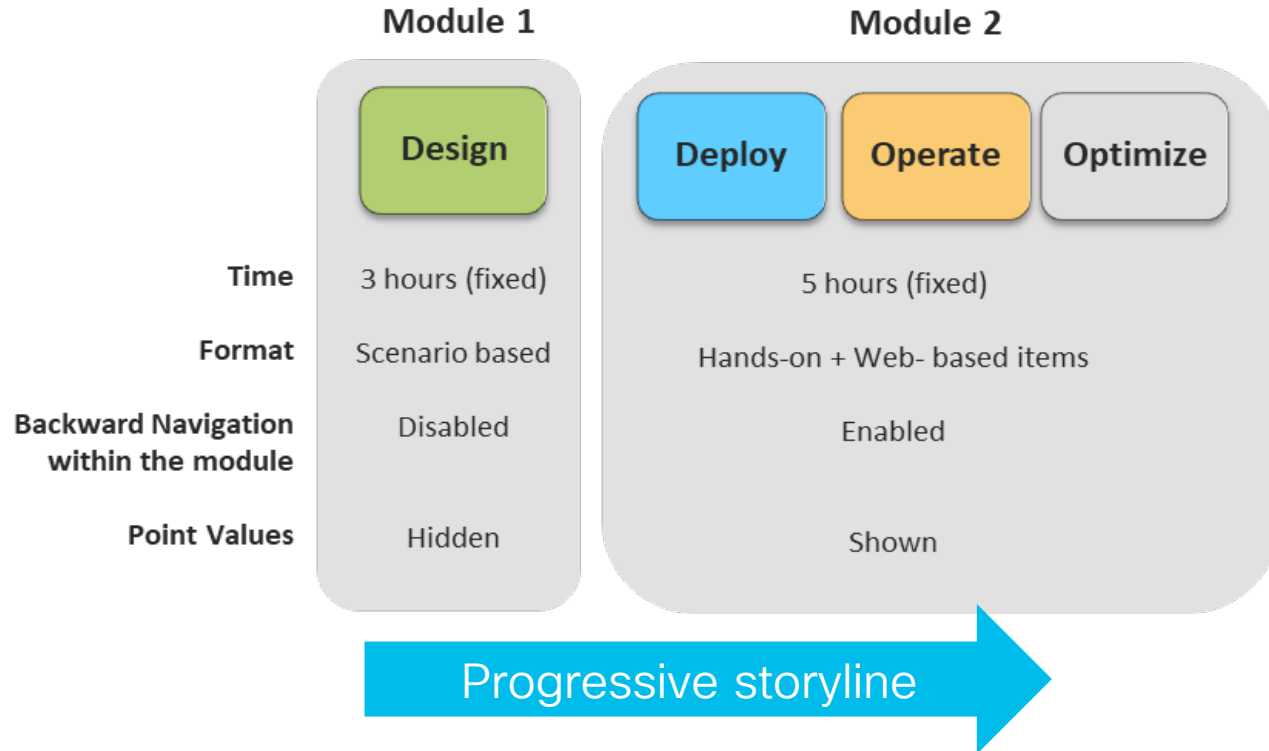 Module 1
Module 2
Design
Deploy
Operate
Optimize
Time
3 hours (fixed)
5 hours (fixed)
Format
Scenario based
Hands-on + Web- based items
Backward Navigation
within the module
Disabled
Enabled
Point Values
Hidden
Shown
Progressive storyline